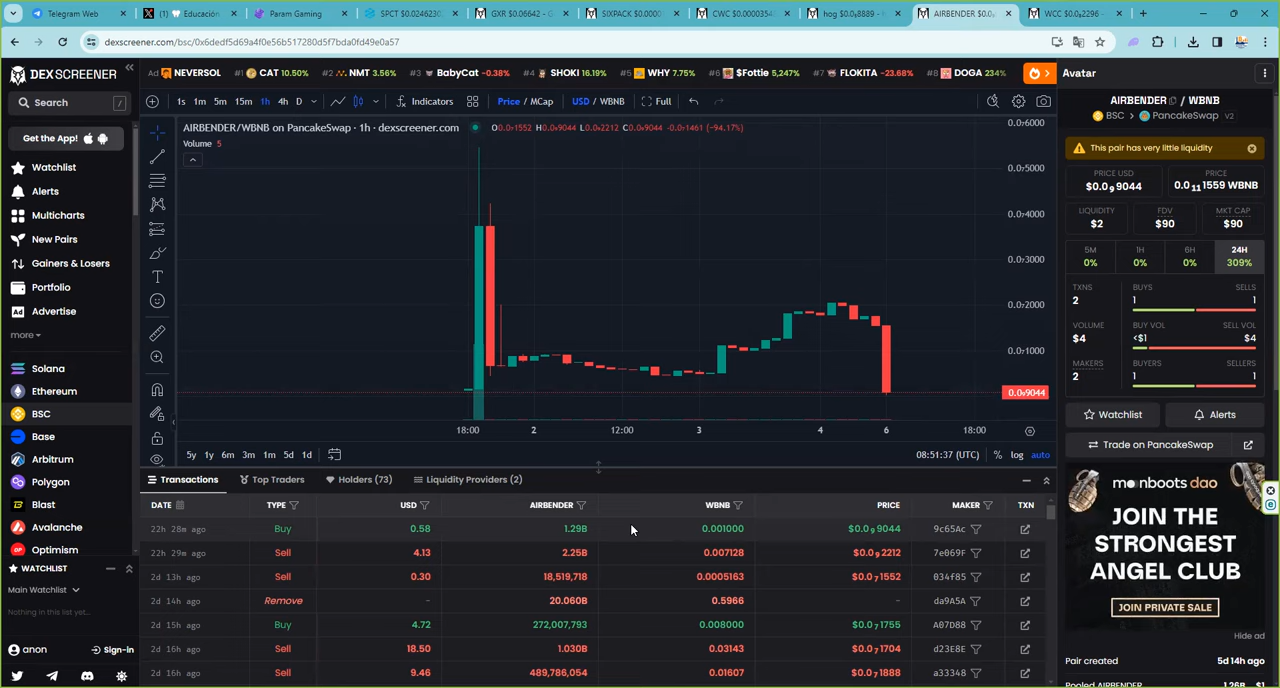 Telegram Web
X (1) 🦷 Educación
Param Gaming
SPCT $0.0246230
GXR $0.06642 - G
SIXPACK $0.0000
CWC $0.00003548
hog $0.0₈8889 - H
AIRBENDER $0.0₉
WCC $0.0₈2296 -
dexscreener.com/bsc/0x6dedf5d69a4f0e56b517280d5f7bda0fd49e0a57
DEX SCREENER
Ad NEVERSOL #1 CAT 10.50% #2 NMT 3.56% #3 BabyCat -0.38% #4 SHOKI 16.19% #5 WHY 7.75% #6 $Fottie 5,247% #7 FLOKITA -23.68% #8 DOGA 234%
Avatar
Search /
Get the App!
Watchlist
Alerts
Multicharts
New Pairs
Gainers & Losers
Portfolio
Ad Advertise
more
Solana
Ethereum
BSC
Base
Arbitrum
Polygon
Blast
Avalanche
Optimism
WATCHLIST
Main Watchlist
Nothing in this list yet...
anon Sign-in
1s 1m 5m 15m 1h 4h D Indicators Price / MCap USD / WBNB Full
AIRBENDER/WBNB on PancakeSwap · 1h · dexscreener.com O0.0₇1552 H0.0₉9044 L0.0₉2212 C0.0₉9044 -0.0₇1461 (-94.17%)
Volume 5
0.0₇6000
0.0₇5000
0.0₇4000
0.0₇3000
0.0₇2000
0.0₇1000
0.0₉9044
18:00 2 12:00 3 4 6 18:00
5y 1y 6m 3m 1m 5d 1d 08:51:37 (UTC) % log auto
Transactions Top Traders Holders (73) Liquidity Providers (2)
DATE TYPE USD AIRBENDER WBNB PRICE MAKER TXN
22h 28m ago Buy 0.58 1.29B 0.001000 $0.0₉9044 9c65Ac
22h 29m ago Sell 4.13 2.25B 0.007128 $0.0₉2212 7e069F
2d 13h ago Sell 0.30 18,519,718 0.0005163 $0.0₇1552 034f85
2d 14h ago Remove - 20.060B 0.5966 - da9A5A
2d 15h ago Buy 4.72 272,007,793 0.008000 $0.0₇1755 A07D88
2d 16h ago Sell 18.50 1.030B 0.03143 $0.0₇1704 d23E8E
2d 16h ago Sell 9.46 489,786,054 0.01607 $0.0₇1888 a33348
AIRBENDER / WBNB
BSC > PancakeSwap V2
This pair has very little liquidity
PRICE USD
$0.0₉9044
PRICE
0.0₁₁1559 WBNB
LIQUIDITY
$2
FDV
$90
MKT CAP
$90
5M
0%
1H
0%
6H
0%
24H
309%
TXNS
2
BUYS
1
SELLS
1
VOLUME
$4
BUY VOL
<$1
SELL VOL
$4
MAKERS
2
BUYERS
1
SELLERS
1
Watchlist
Alerts
Trade on PancakeSwap
moonboots dao
JOIN THE
STRONGEST
ANGEL CLUB
JOIN PRIVATE SALE
Hide ad
Pair created 5d 14h ago
Pooled AIRBENDER 1.26B $1